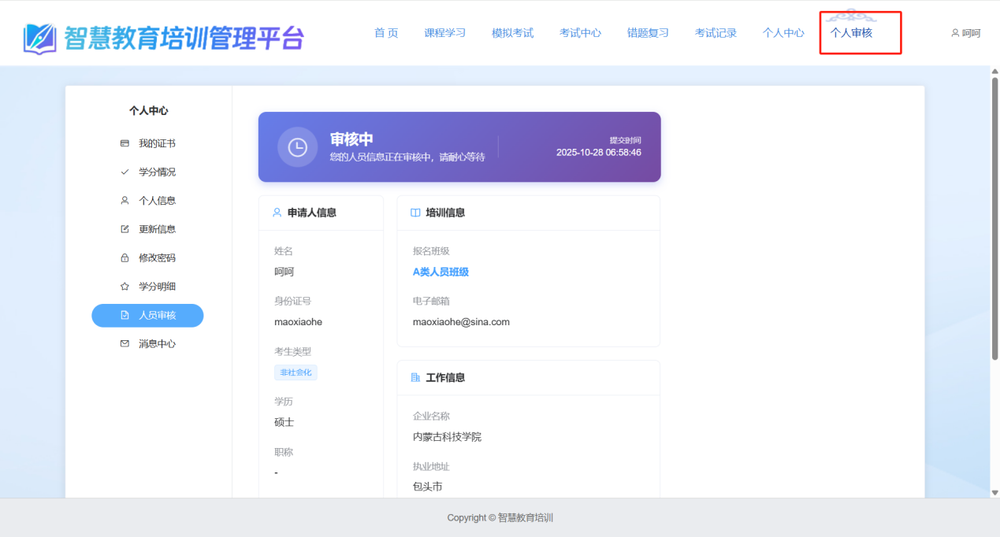 智慧教育培训管理平台
首 页 课程学习 模拟考试 考试中心 错题复习 考试记录 个人中心 个人审核 呵呵
个人中心
我的证书
学分情况
个人信息
更新信息
修改密码
学分明细
人员审核
消息中心
审核中
您的人员信息正在审核中，请耐心等待
提交时间
2025-10-28 06:58:46
申请人信息
姓名
呵呵
身份证号
maoxiaohe
考生类型
非社会化
学历
硕士
职称
-
培训信息
报名班级
A类人员班级
电子邮箱
maoxiaohe@sina.com
工作信息
企业名称
内蒙古科技学院
执业地址
包头市
Copyright © 智慧教育培训